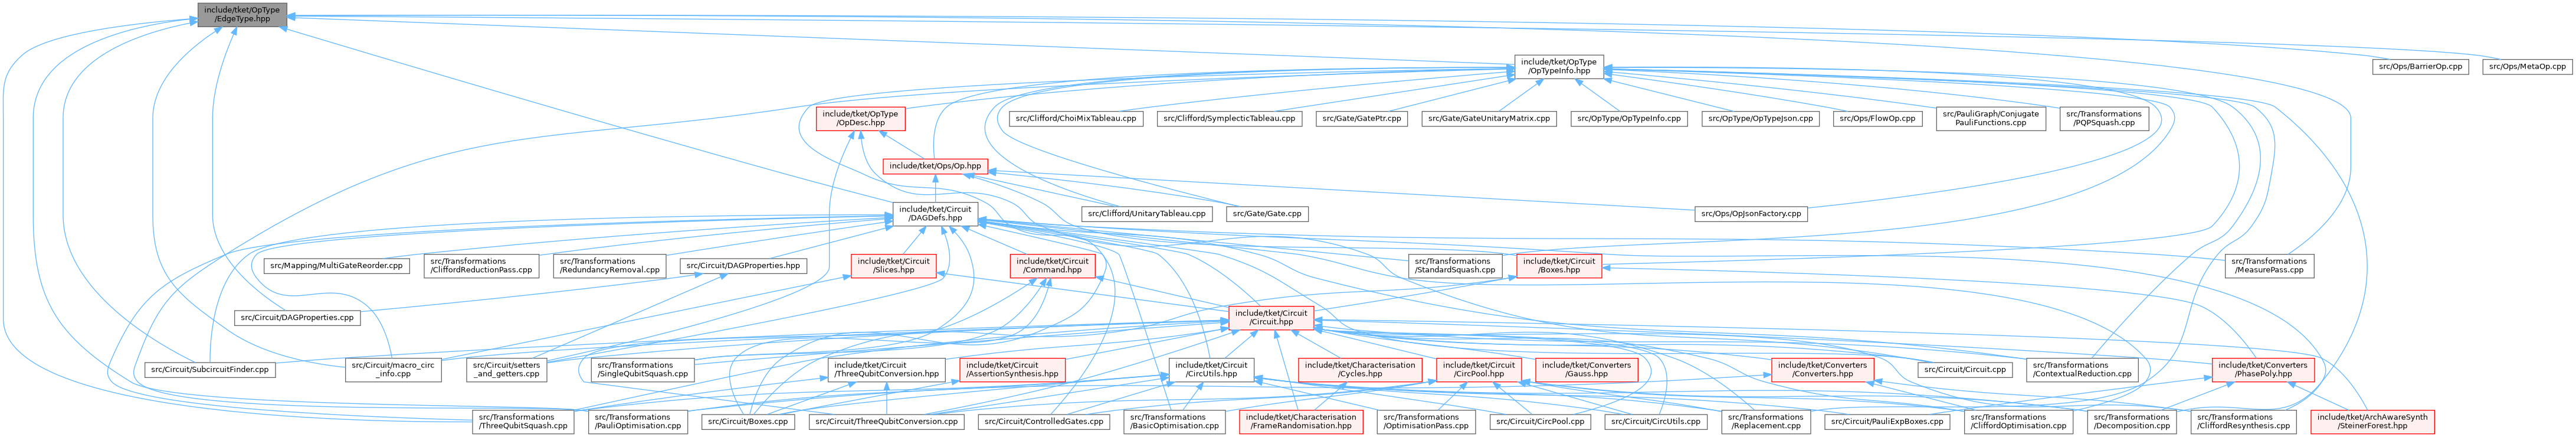 include/tket/OpType
/EdgeType.hpp
include/tket/OpType
/OpTypeInfo.hpp
src/Ops/BarrierOp.cpp
src/Ops/MetaOp.cpp
include/tket/OpType
/OpDesc.hpp
src/Clifford/ChoiMixTableau.cpp
src/Clifford/SymplecticTableau.cpp
src/Gate/GatePtr.cpp
src/Gate/GateUnitaryMatrix.cpp
src/OpType/OpTypeInfo.cpp
src/OpType/OpTypeJson.cpp
src/Ops/FlowOp.cpp
src/PauliGraph/Conjugate
PauliFunctions.cpp
src/Transformations
/PQPSquash.cpp
include/tket/Ops/Op.hpp
include/tket/Circuit
/DAGDefs.hpp
src/Clifford/UnitaryTableau.cpp
src/Gate/Gate.cpp
src/Ops/OpJsonFactory.cpp
src/Mapping/MultiGateReorder.cpp
src/Transformations
/CliffordReductionPass.cpp
src/Transformations
/RedundancyRemoval.cpp
src/Circuit/DAGProperties.hpp
include/tket/Circuit
/Slices.hpp
include/tket/Circuit
/Command.hpp
src/Transformations
/StandardSquash.cpp
include/tket/Circuit
/Boxes.hpp
src/Transformations
/MeasurePass.cpp
src/Circuit/DAGProperties.cpp
include/tket/Circuit
/Circuit.hpp
src/Circuit/SubcircuitFinder.cpp
src/Circuit/macro_circ
_info.cpp
src/Circuit/setters
_and_getters.cpp
src/Transformations
/SingleQubitSquash.cpp
include/tket/Circuit
/ThreeQubitConversion.hpp
include/tket/Circuit
/AssertionSynthesis.hpp
include/tket/Circuit
/CircUtils.hpp
include/tket/Characterisation
/Cycles.hpp
include/tket/Circuit
/CircPool.hpp
include/tket/Converters
/Gauss.hpp
include/tket/Converters
/Converters.hpp
src/Circuit/Circuit.cpp
src/Transformations
/ContextualReduction.cpp
include/tket/Converters
/PhasePoly.hpp
src/Transformations
/ThreeQubitSquash.cpp
src/Transformations
/PauliOptimisation.cpp
src/Circuit/Boxes.cpp
src/Circuit/ThreeQubitConversion.cpp
src/Circuit/ControlledGates.cpp
src/Transformations
/BasicOptimisation.cpp
include/tket/Characterisation
/FrameRandomisation.hpp
src/Transformations
/OptimisationPass.cpp
src/Circuit/CircPool.cpp
src/Circuit/CircUtils.cpp
src/Transformations
/Replacement.cpp
src/Circuit/PauliExpBoxes.cpp
src/Transformations
/CliffordOptimisation.cpp
src/Transformations
/Decomposition.cpp
src/Transformations
/CliffordResynthesis.cpp
include/tket/ArchAwareSynth
/SteinerForest.hpp